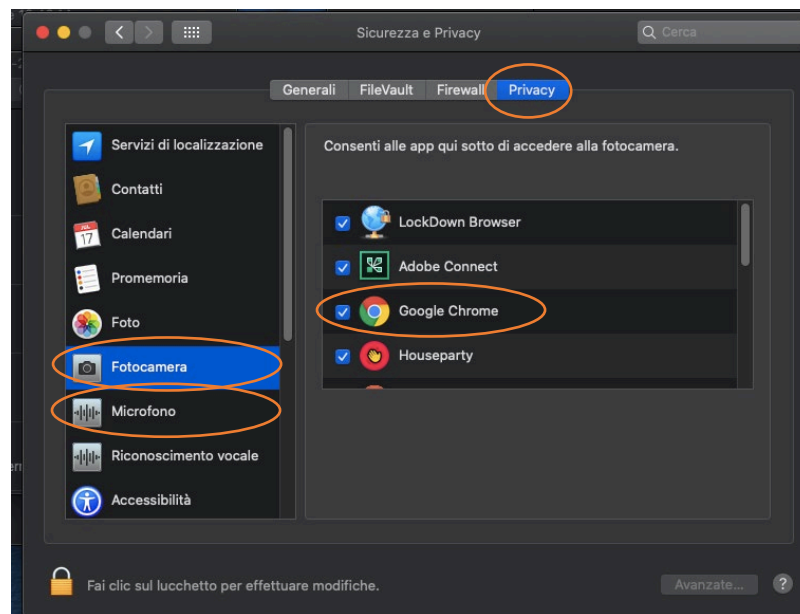 Sicurezza e Privacy
Cerca
Generali FileVault Firewall Privacy
Servizi di localizzazione
Contatti
JUL
17
Calendari
Promemoria
Foto
Fotocamera
Microfono
Riconoscimento vocale
Accessibilità
Consenti alle app qui sotto di accedere alla fotocamera.
LockDown Browser
Adobe Connect
Google Chrome
Houseparty
Fai clic sul lucchetto per effettuare modifiche.
Avanzate...
?